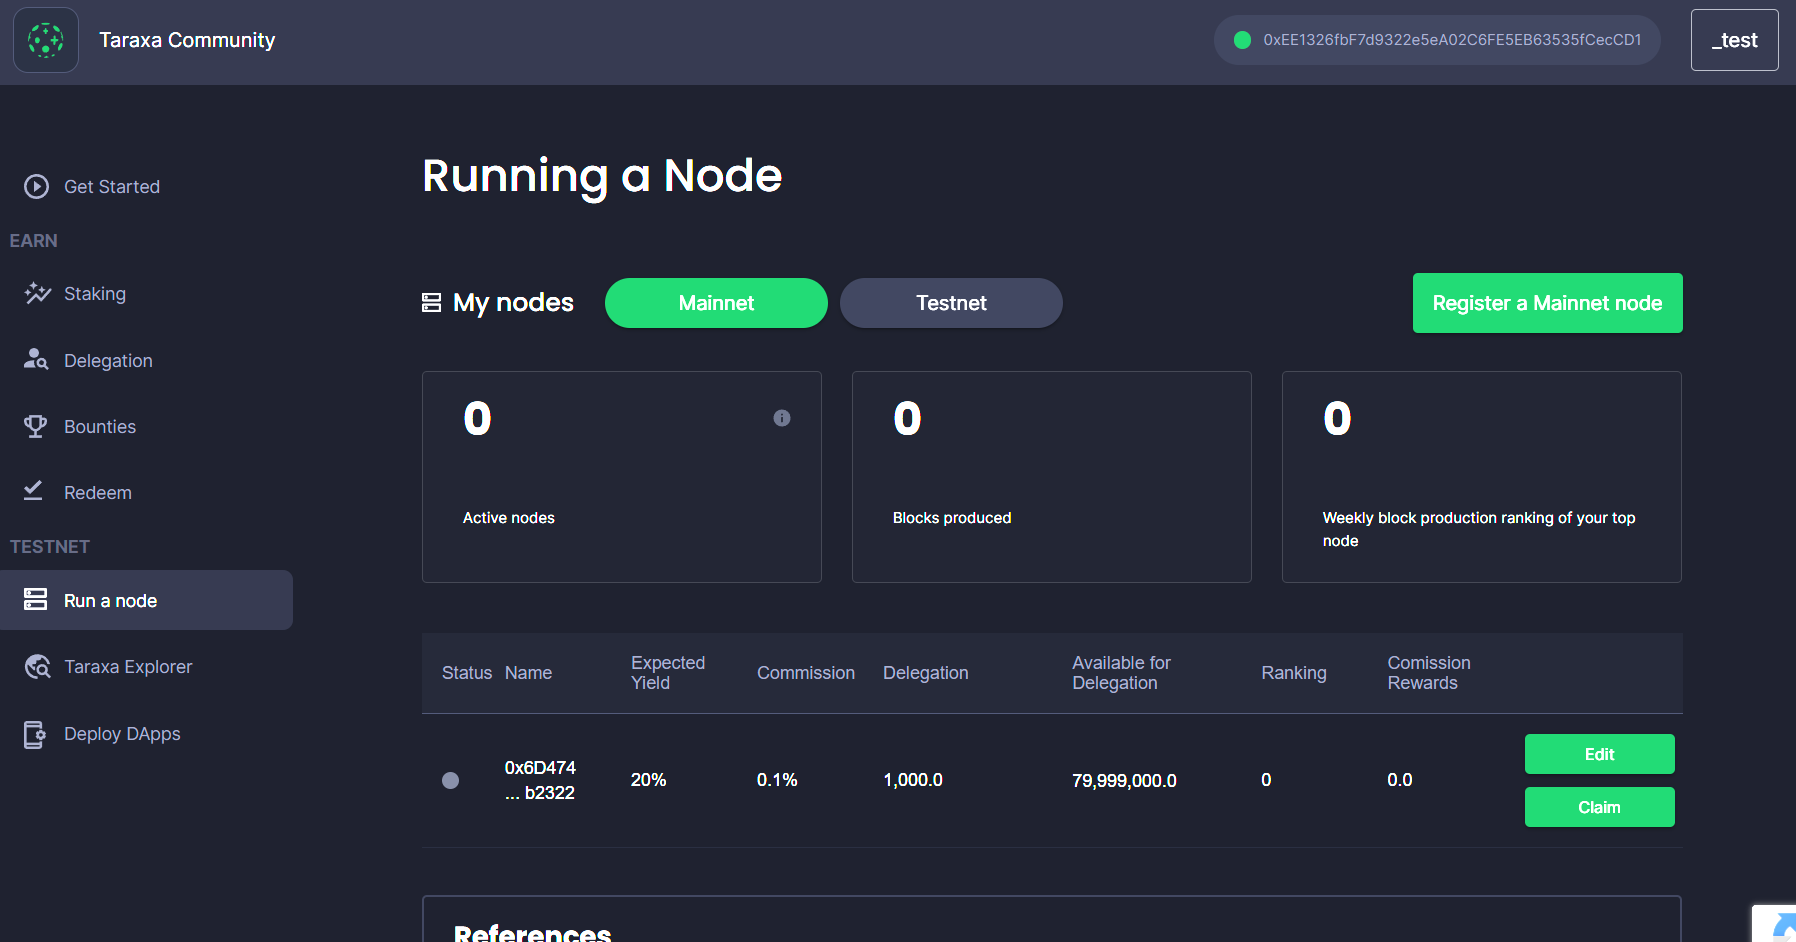 Taraxa Community
0xEE1326fbF7d9322e5eA02C6FE5EB63535fCecCD1
_test
Get Started
EARN
Staking
Delegation
Bounties
Redeem
TESTNET
Run a node
Taraxa Explorer
Deploy DApps
Running a Node
My nodes
Mainnet
Testnet
Register a Mainnet node
0
Active nodes
0
Blocks produced
0
Weekly block production ranking of your top
node
Status
Name
Expected
Yield
Commission
Delegation
Available for
Delegation
Ranking
Comission
Rewards
0x6D474
... b2322
20%
0.1%
1,000.0
79,999,000.0
0
0.0
Edit
Claim
References